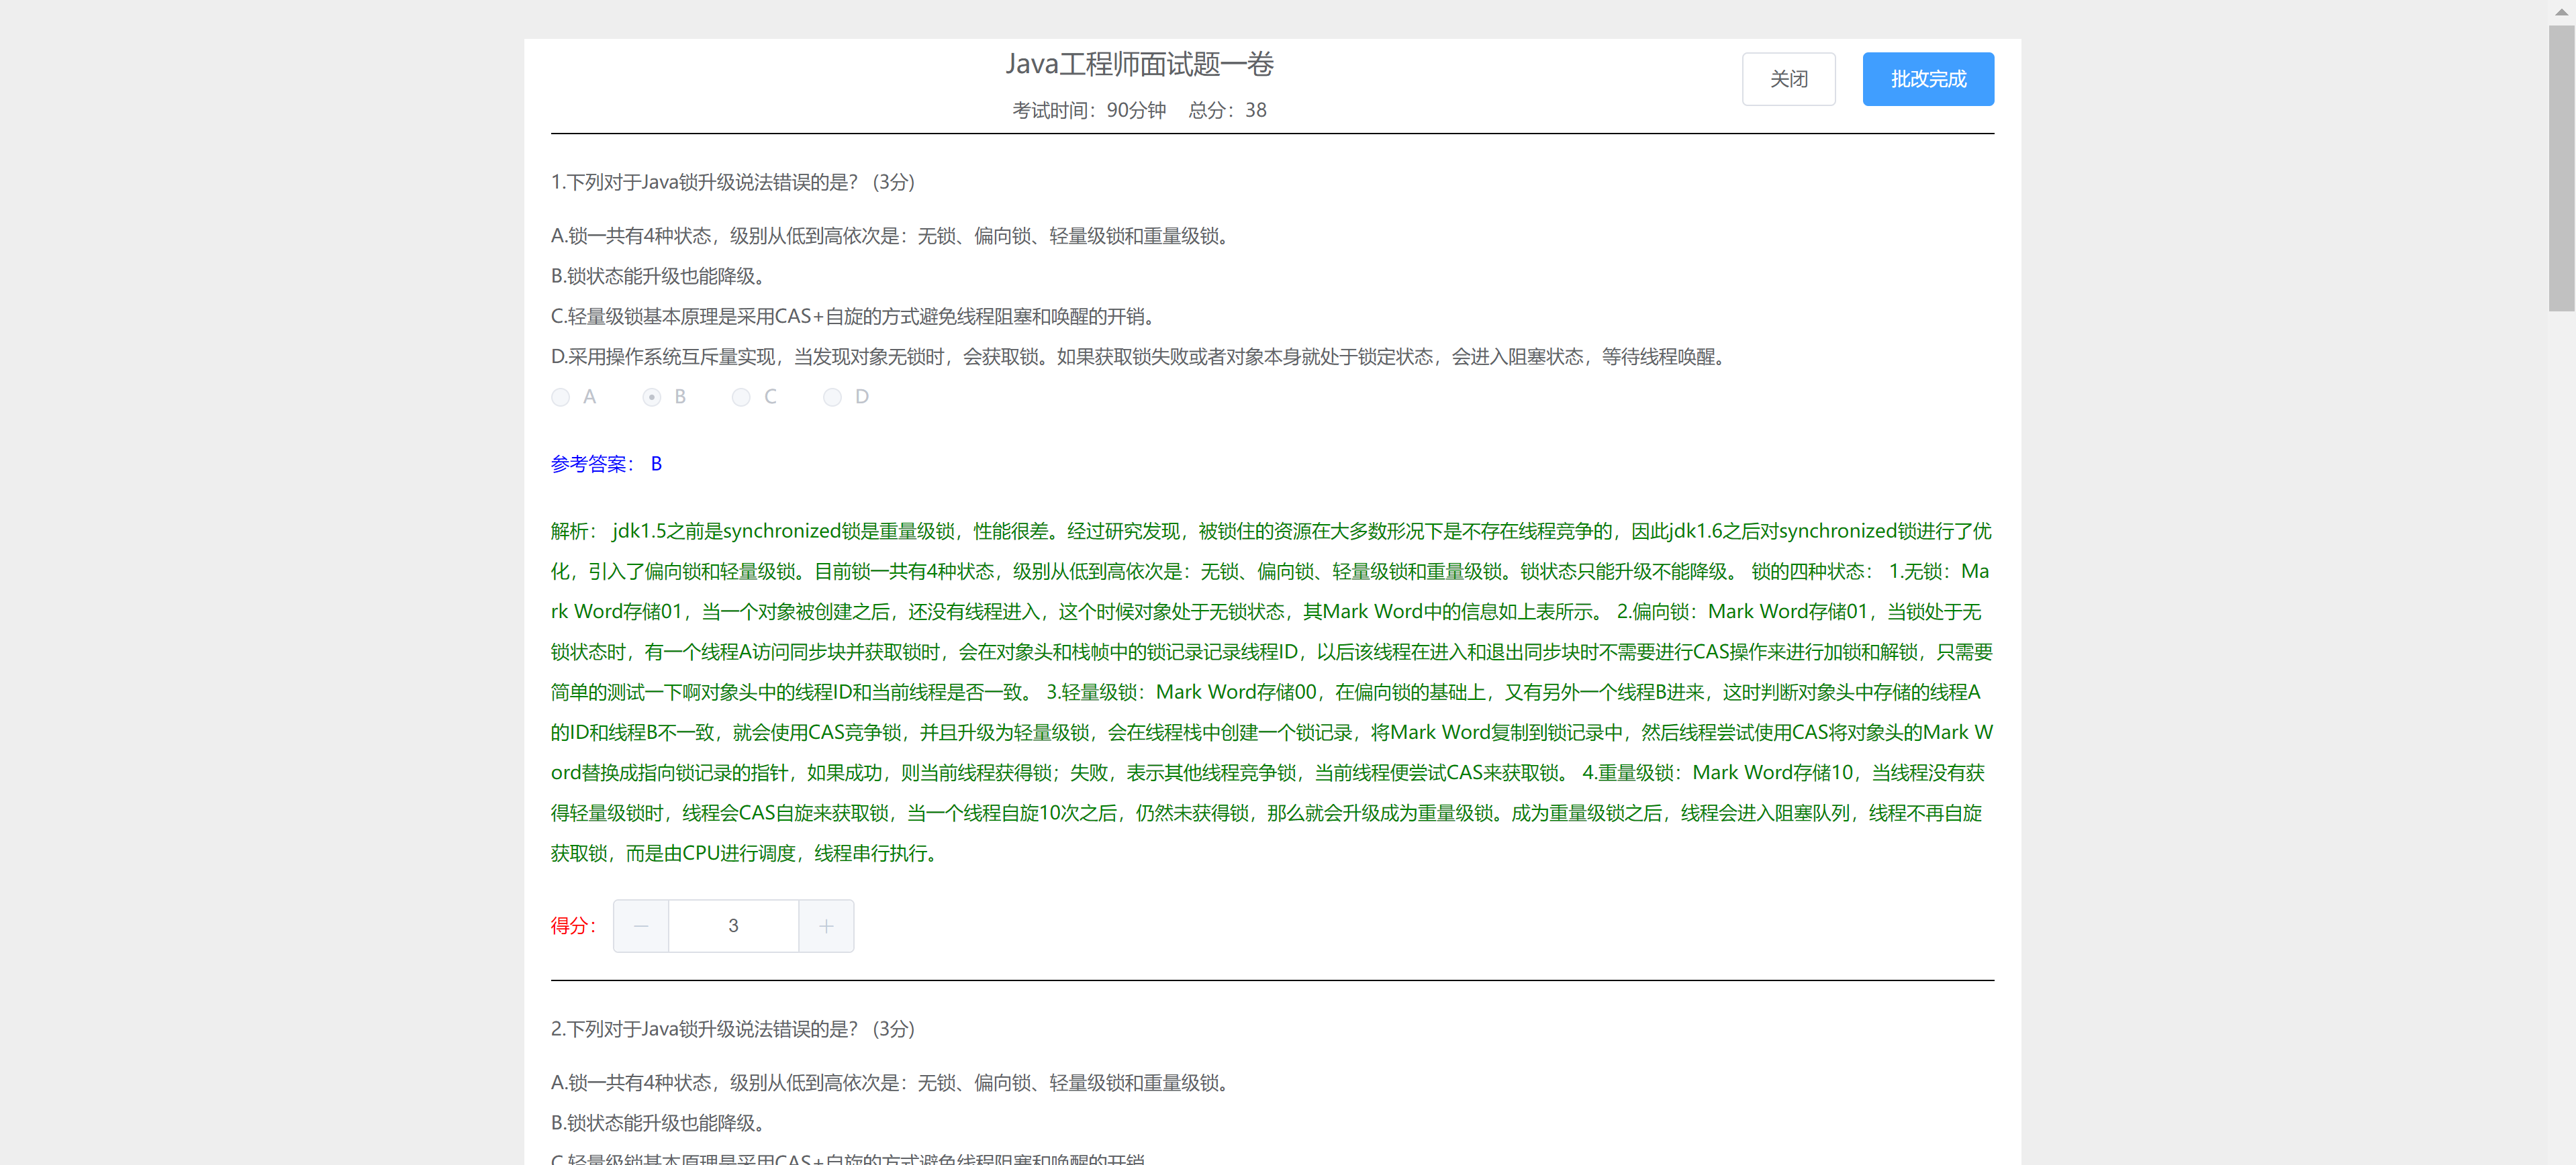 Java工程师面试题一卷
关闭
批改完成
考试时间：90分钟 总分：38
1.下列对于Java锁升级说法错误的是？ (3分)
A.锁一共有4种状态，级别从低到高依次是：无锁、偏向锁、轻量级锁和重量级锁。
B.锁状态能升级也能降级。
C.轻量级锁基本原理是采用CAS+自旋的方式避免线程阻塞和唤醒的开销。
D.采用操作系统互斥量实现，当发现对象无锁时，会获取锁。如果获取锁失败或者对象本身就处于锁定状态，会进入阻塞状态，等待线程唤醒。
A B C D
参考答案： B
解析： jdk1.5之前是synchronized锁是重量级锁，性能很差。经过研究发现，被锁住的资源在大多数形况下是不存在线程竞争的，因此jdk1.6之后对synchronized锁进行了优
化，引入了偏向锁和轻量级锁。目前锁一共有4种状态，级别从低到高依次是：无锁、偏向锁、轻量级锁和重量级锁。锁状态只能升级不能降级。 锁的四种状态： 1.无锁：Ma
rk Word存储01，当一个对象被创建之后，还没有线程进入，这个时候对象处于无锁状态，其Mark Word中的信息如上表所示。 2.偏向锁：Mark Word存储01，当锁处于无
锁状态时，有一个线程A访问同步块并获取锁时，会在对象头和栈帧中的锁记录记录线程ID，以后该线程在进入和退出同步块时不需要进行CAS操作来进行加锁和解锁，只需要
简单的测试一下啊对象头中的线程ID和当前线程是否一致。 3.轻量级锁：Mark Word存储00，在偏向锁的基础上，又有另外一个线程B进来，这时判断对象头中存储的线程A
的ID和线程B不一致，就会使用CAS竞争锁，并且升级为轻量级锁，会在线程栈中创建一个锁记录，将Mark Word复制到锁记录中，然后线程尝试使用CAS将对象头的Mark W
ord替换成指向锁记录的指针，如果成功，则当前线程获得锁；失败，表示其他线程竞争锁，当前线程便尝试CAS来获取锁。 4.重量级锁：Mark Word存储10，当线程没有获
得轻量级锁时，线程会CAS自旋来获取锁，当一个线程自旋10次之后，仍然未获得锁，那么就会升级成为重量级锁。成为重量级锁之后，线程会进入阻塞队列，线程不再自旋
获取锁，而是由CPU进行调度，线程串行执行。
得分： 3
2.下列对于Java锁升级说法错误的是？ (3分)
A.锁一共有4种状态，级别从低到高依次是：无锁、偏向锁、轻量级锁和重量级锁。
B.锁状态能升级也能降级。
C.轻量级锁基本原理是采用CAS+自旋的方式避免线程阻塞和唤醒的开销